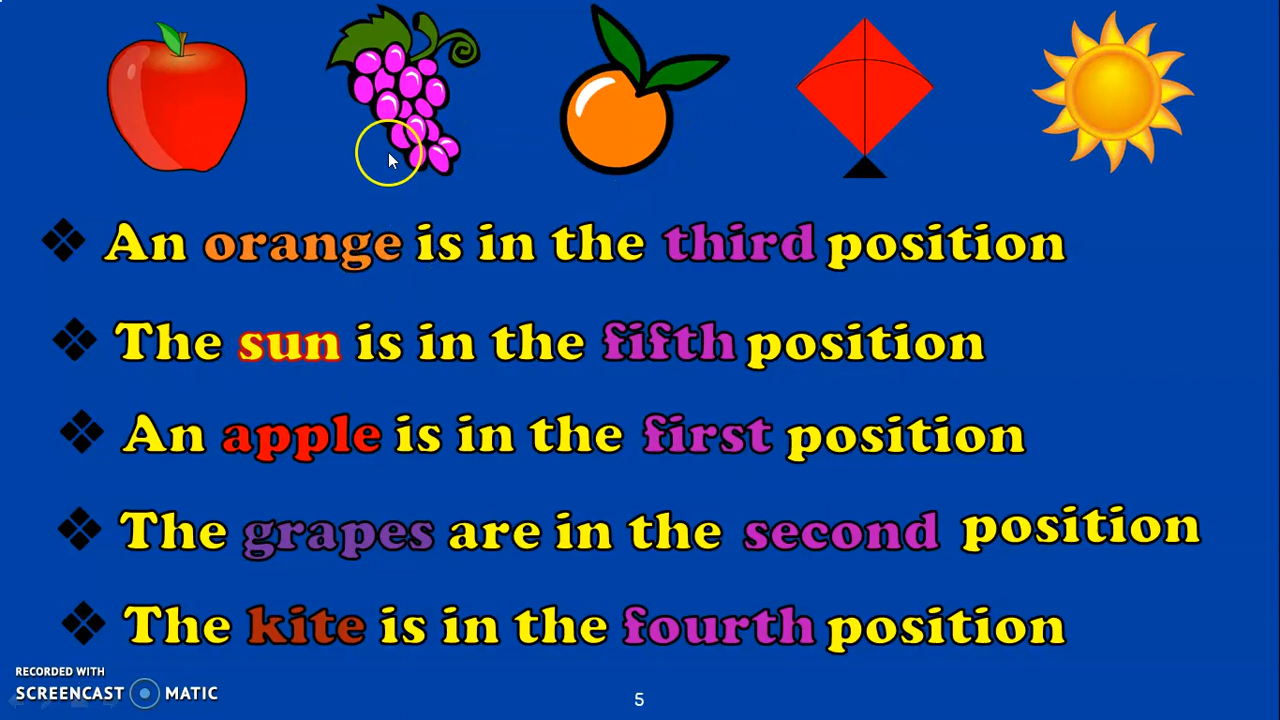 An orange is in the third position
The sun is in the fifth position
An apple is in the first position
The grapes are in the second position
The kite is in the fourth position
RECORDED WITH
SCREENCAST MATIC
5